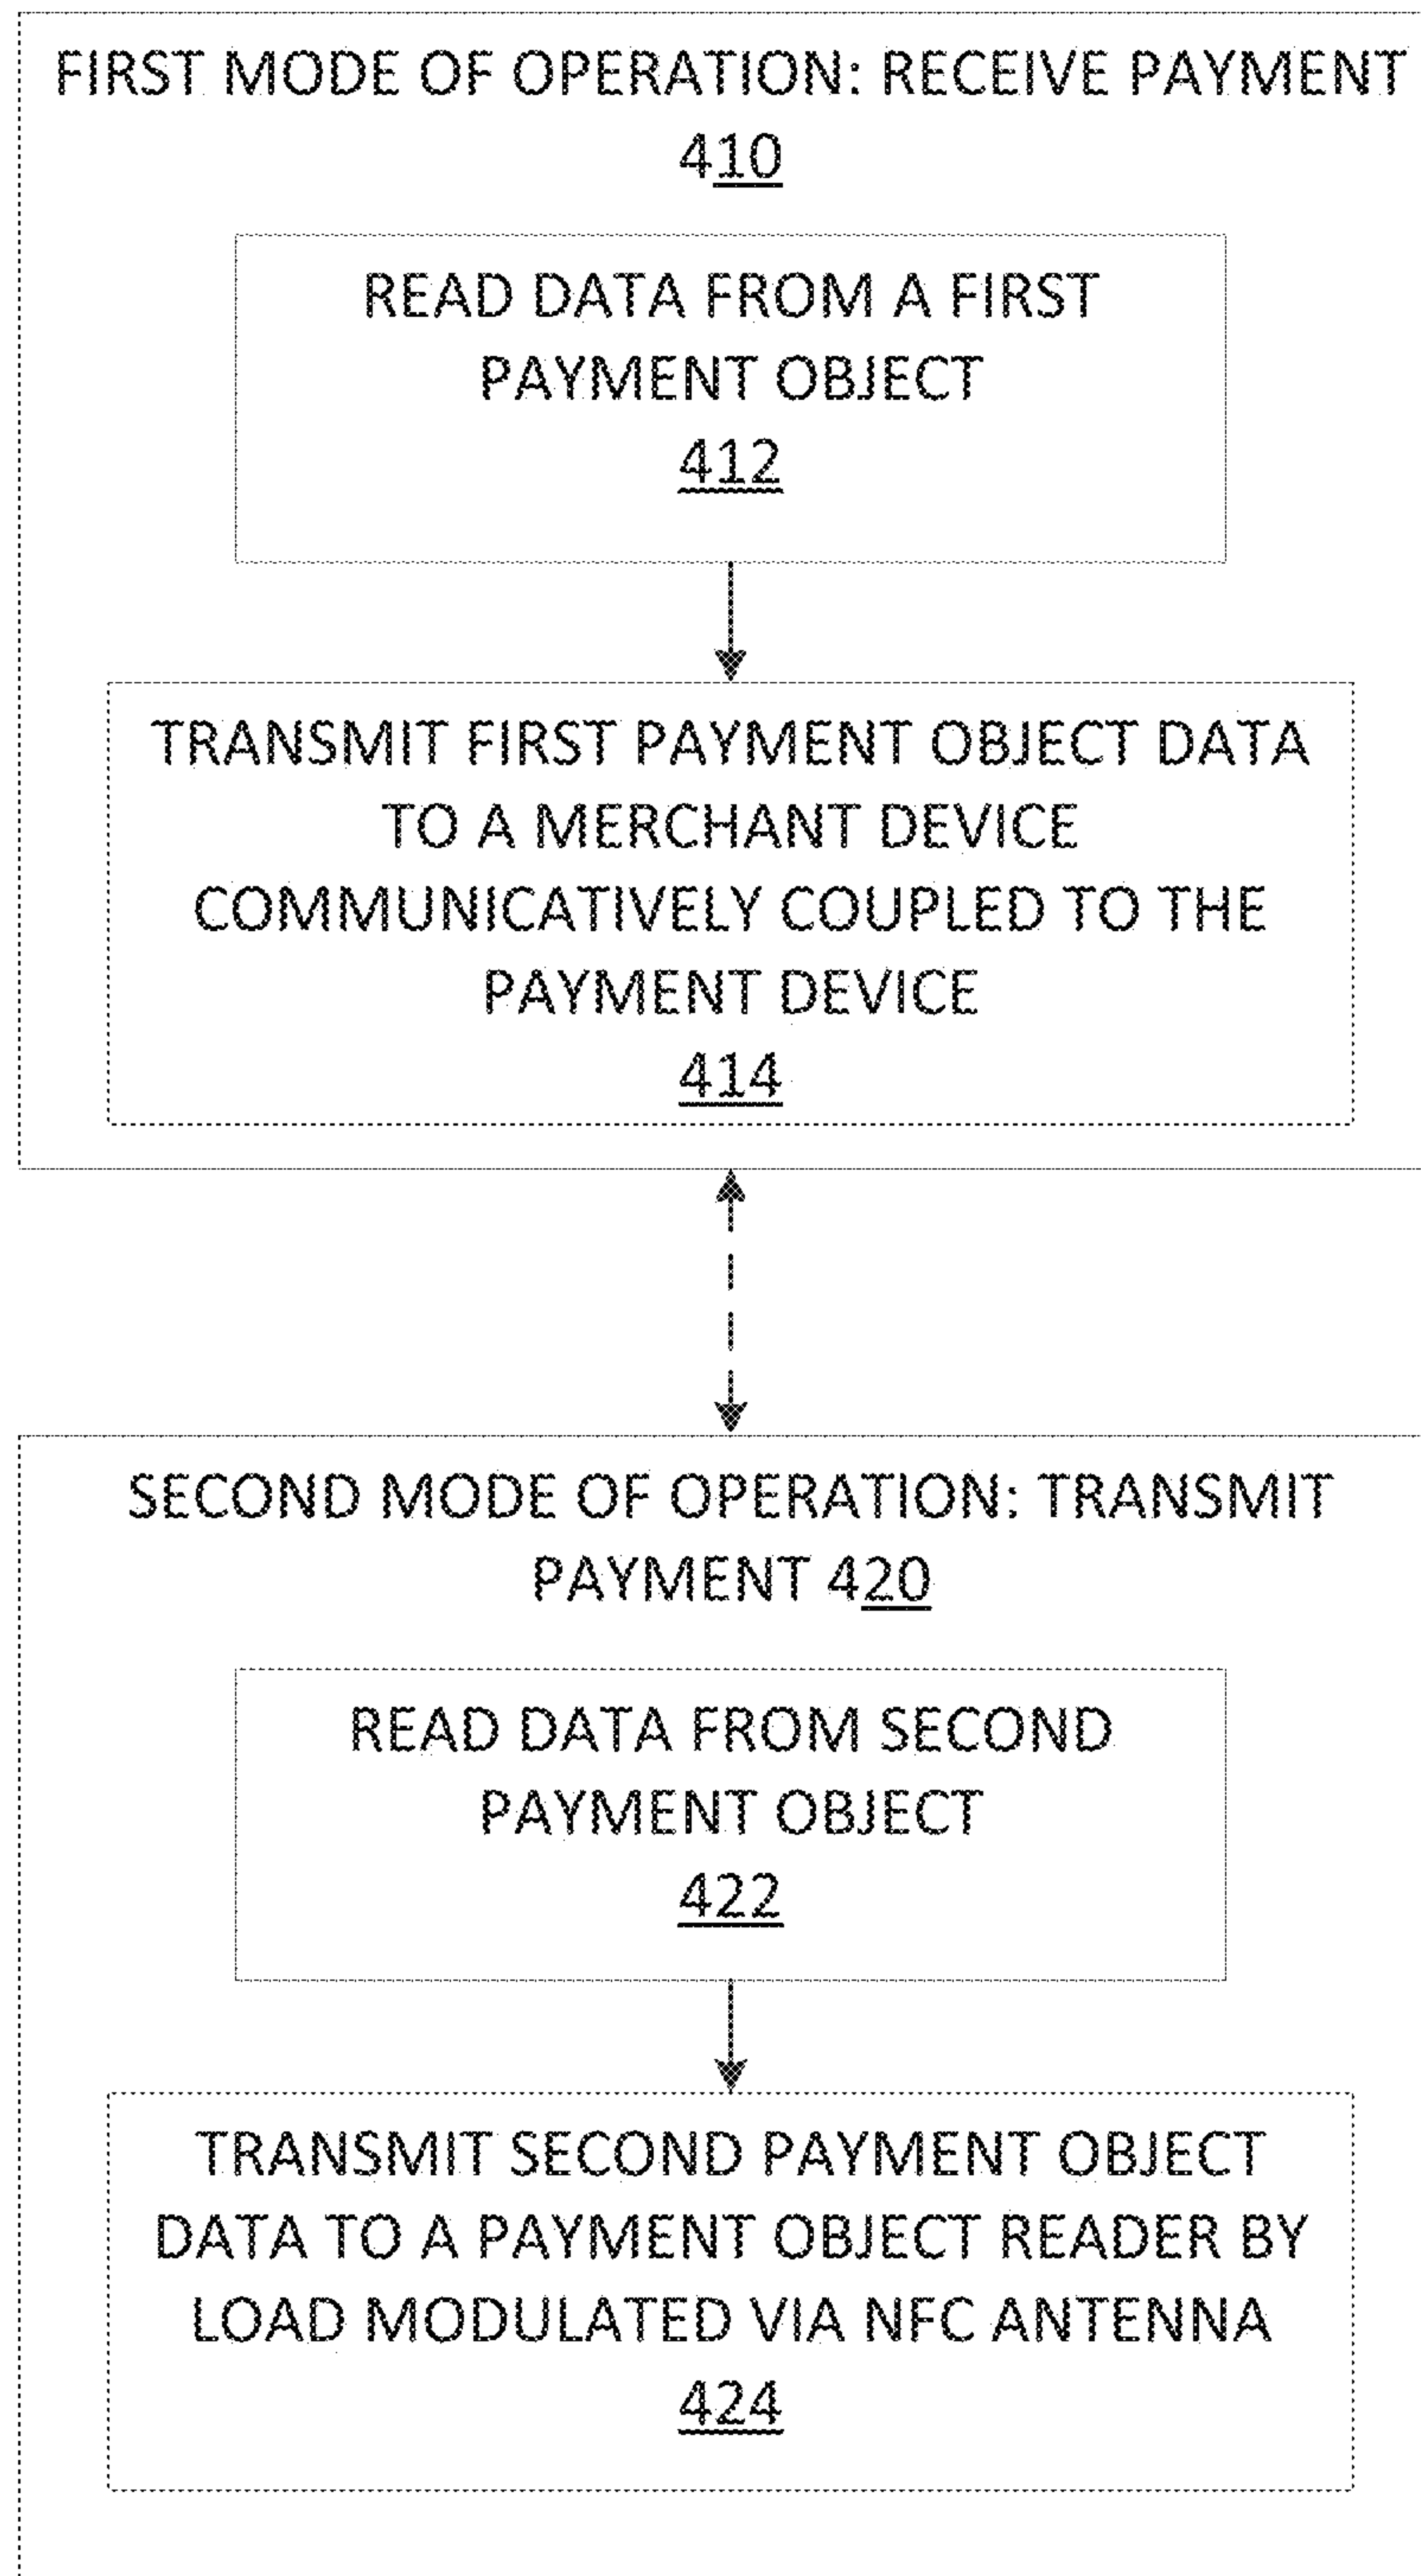 FIRST MODE OF OPERATION: RECEIVE PAYMENT
410
READ DATA FROM A FIRST
PAYMENT OBJECT
412
TRANSMIT FIRST PAYMENT OBJECT DATA
TO A MERCHANT DEVICE
COMMUNICATIVELY COUPLED TO THE
PAYMENT DEVICE
414
SECOND MODE OF OPERATION: TRANSMIT
PAYMENT 420
READ DATA FROM SECOND
PAYMENT OBJECT
422
TRANSMIT SECOND PAYMENT OBJECT
DATA TO A PAYMENT OBJECT READER BY
LOAD MODULATED VIA NFC ANTENNA
424